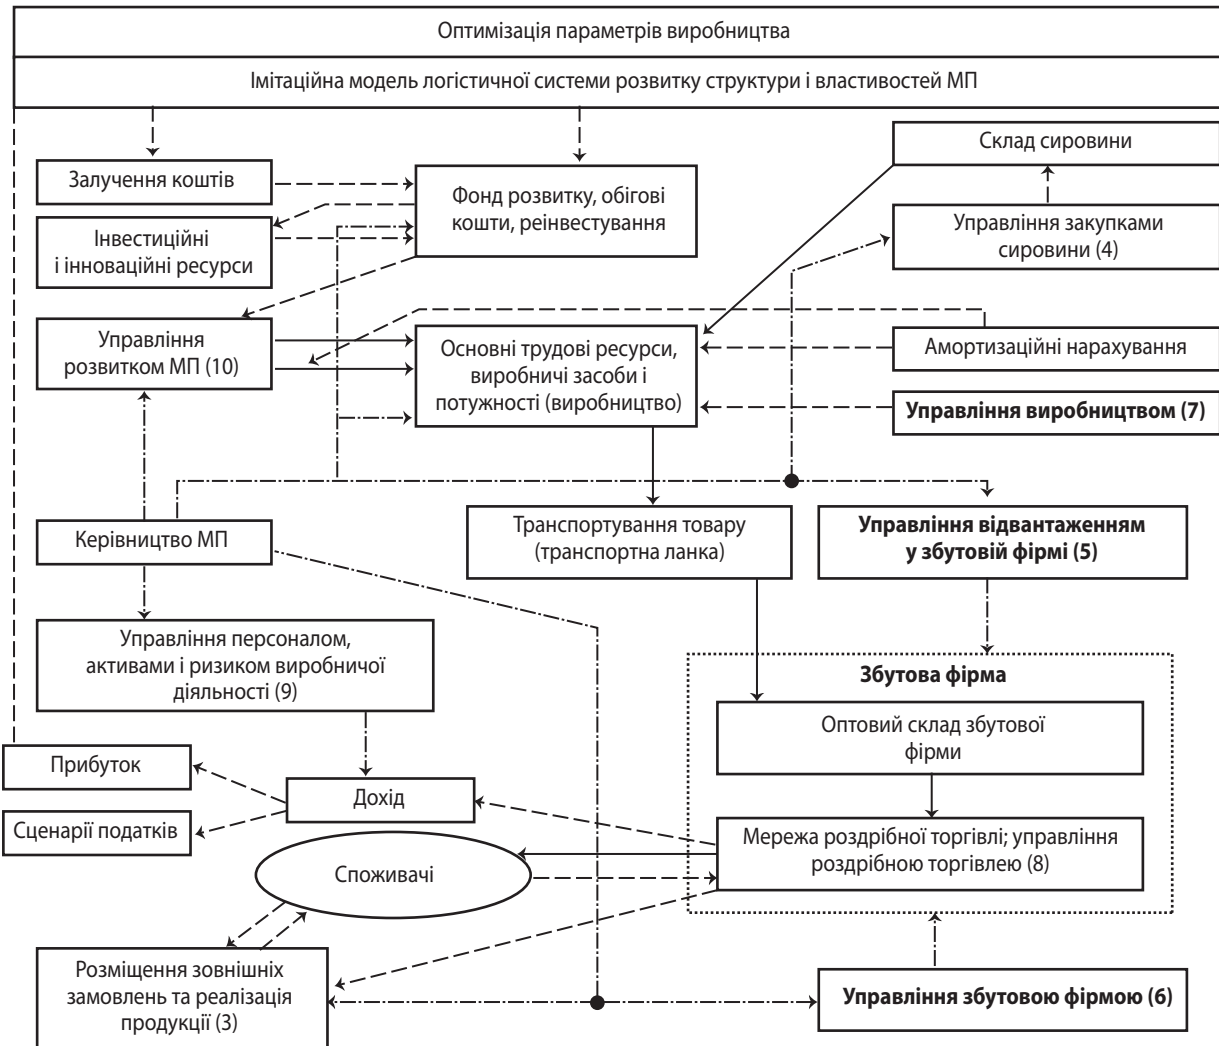 Оптимізація параметрів виробництва
Імітаційна модель логістичної системи розвитку структури і властивостей МП
Склад сировини
Залучення коштів
Фонд розвитку, обігові
кошти, реінвестування
Інвестиційні
і інноваційні ресурси
Управління закупками
сировини (4)
Управління
розвитком МП (10)
Основні трудові ресурси,
виробничі засоби і
потужності (виробництво)
Амортизаційні нарахування
Управління виробництвом (7)
Керівництво МП
Транспортування товару
(транспортна ланка)
Управління відвантаженням
у збутовій фірмі (5)
Управління персоналом,
активами і ризиком виробничої
діяльності (9)
Збутова фірма
Оптовий склад збутової
фірми
Прибуток
Дохід
Сценарії податків
Мережа роздрібної торгівлі; управління
роздрібною торгівлею (8)
Споживачі
Розміщення зовнішніх
замовлень та реалізація
продукції (3)
Управління збутовою фірмою (6)